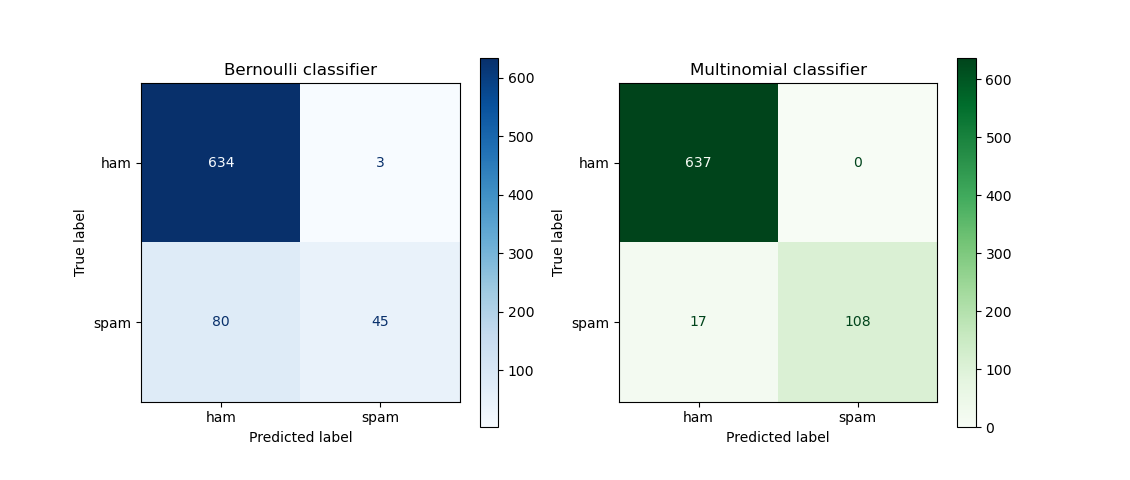 Bernoulli classifier
ham
634
3
spam
80
45
ham
spam
Predicted label
True label
600
500
400
300
200
100
Multinomial classifier
ham
637
0
spam
17
108
ham
spam
Predicted label
True label
600
500
400
300
200
100
0